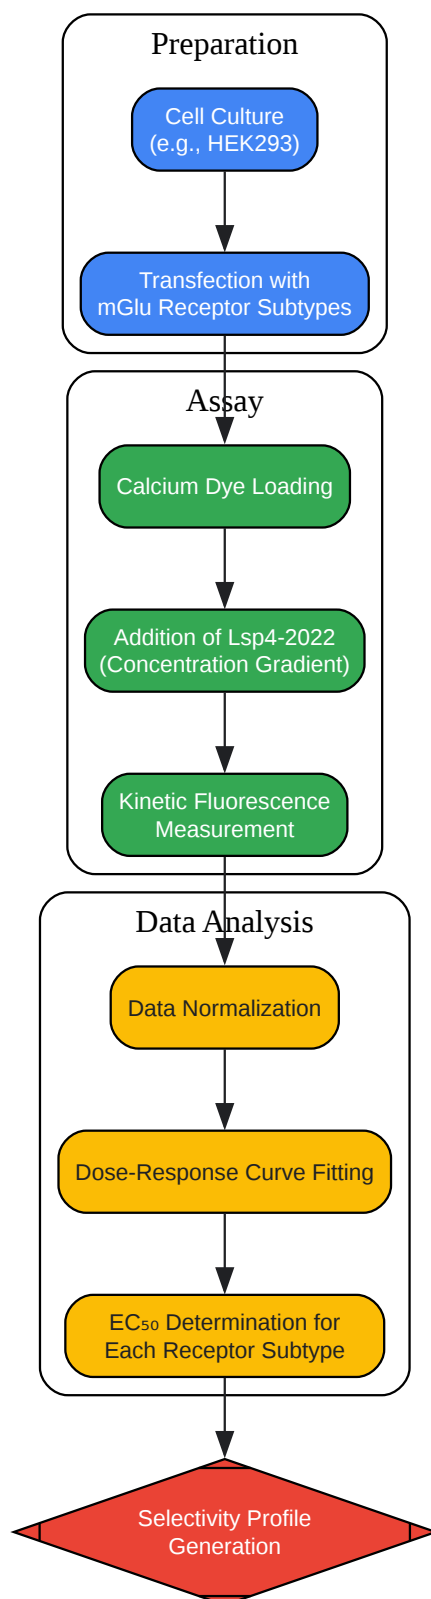 Preparation
Cell Culture
(e.g., HEK293)
Transfection with
mGlu Receptor Subtypes
Assay
Calcium Dye Loading
Addition of Lsp4-2022
(Concentration Gradient)
Kinetic Fluorescence
Measurement
Data Analysis
Data Normalization
Dose-Response Curve Fitting
EC₅₀ Determination for
Each Receptor Subtype
Selectivity Profile
Generation